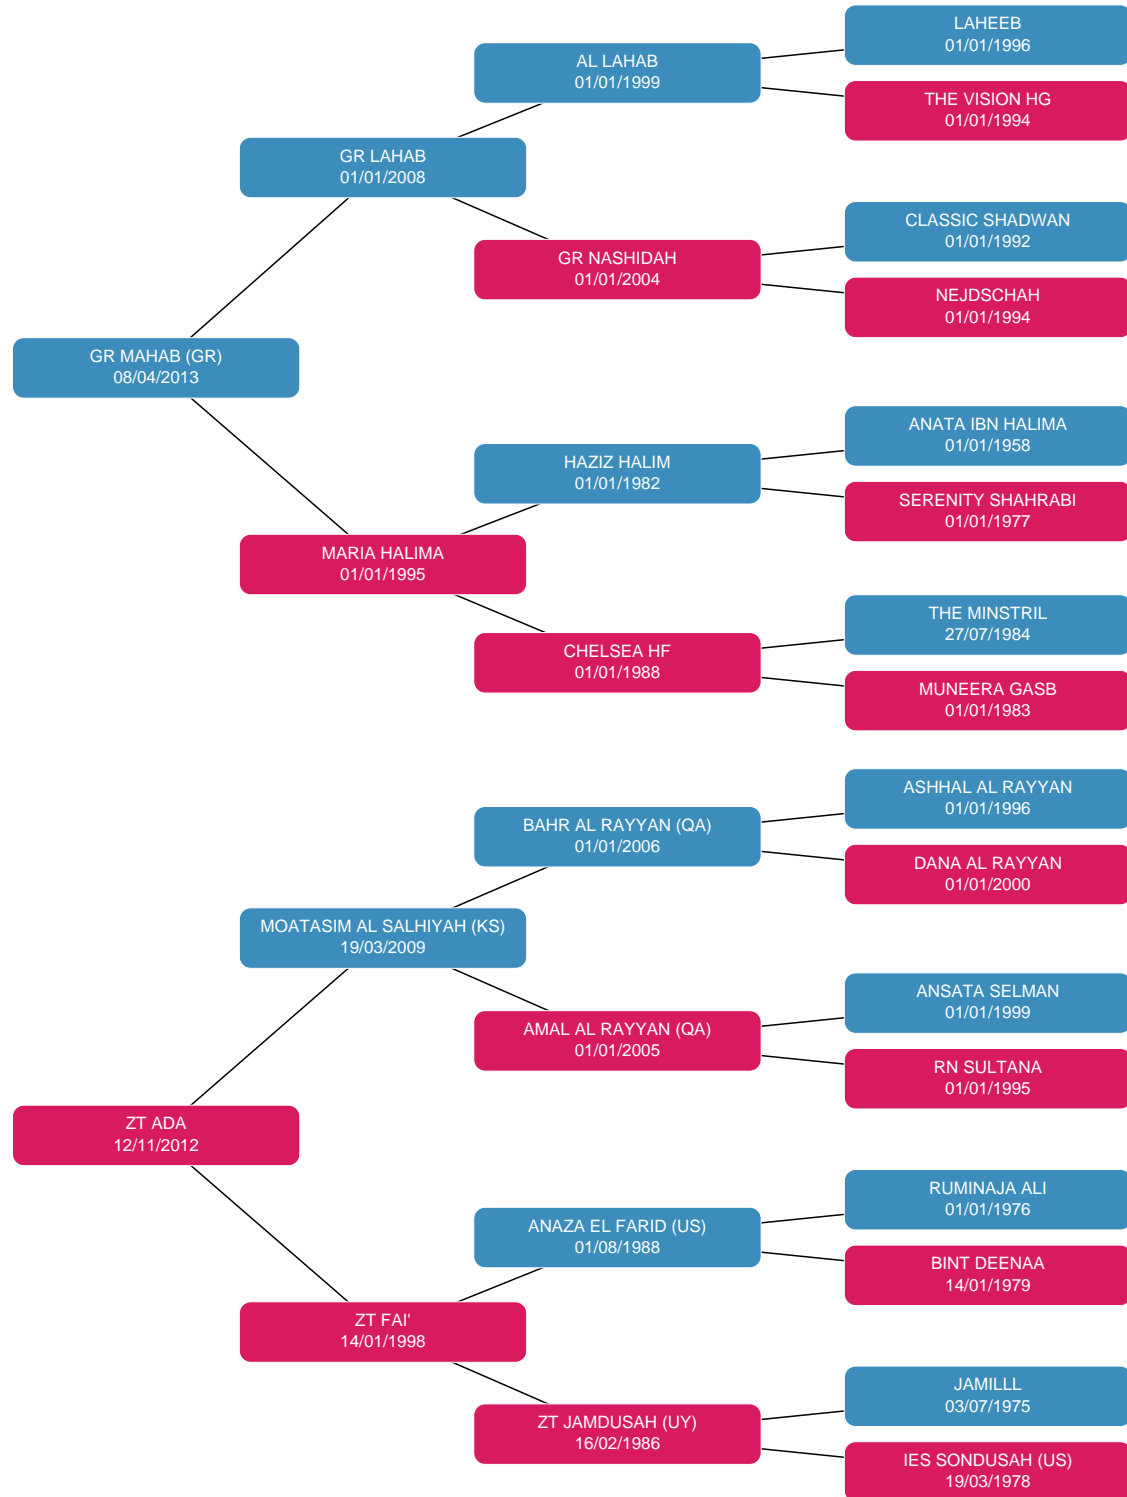 LAHEEB
01/01/1996
AL LAHAB
01/01/1999
THE VISION HG
01/01/1994
GR LAHAB
01/01/2008
CLASSIC SHADWAN
01/01/1992
GR NASHIDAH
01/01/2004
NEJDSCHAH
01/01/1994
GR MAHAB (GR)
08/04/2013
ANATA IBN HALIMA
01/01/1958
HAZIZ HALIM
01/01/1982
SERENITY SHAHRABI
01/01/1977
MARIA HALIMA
01/01/1995
THE MINSTRIL
27/07/1984
CHELSEA HF
01/01/1988
MUNEERA GASB
01/01/1983
ASHHAL AL RAYYAN
01/01/1996
BAHR AL RAYYAN (QA)
01/01/2006
DANA AL RAYYAN
01/01/2000
MOATASIM AL SALHIYAH (KS)
19/03/2009
ANSATA SELMAN
01/01/1999
AMAL AL RAYYAN (QA)
01/01/2005
RN SULTANA
01/01/1995
ZT ADA
12/11/2012
RUMINAJA ALI
01/01/1976
ANAZA EL FARID (US)
01/08/1988
BINT DEENAA
14/01/1979
ZT FAI'
14/01/1998
JAMILLL
03/07/1975
ZT JAMDUSAH (UY)
16/02/1986
IES SONDUSAH (US)
19/03/1978